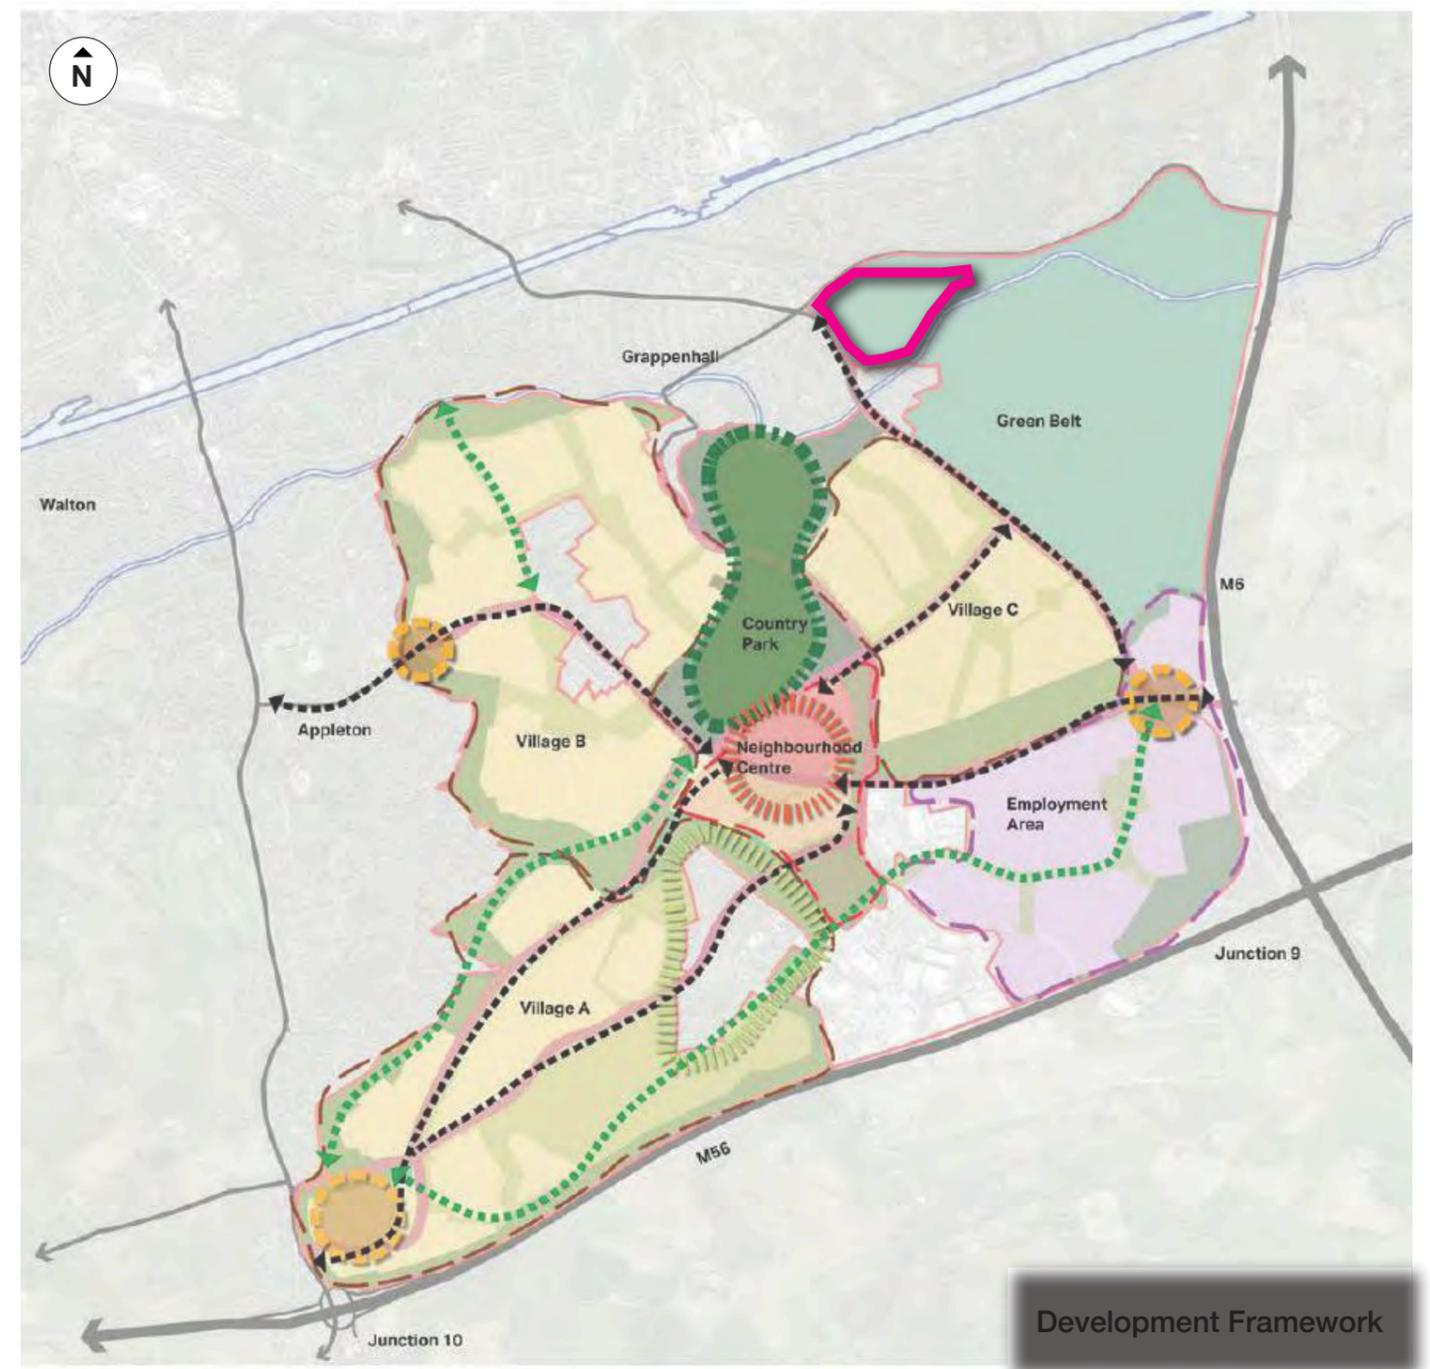 N
Grappenhall
Green Belt
Walton
M6
Village C
Country
Park
Appleton
Village B
Neighbourhood
Centre
Employment
Area
Junction 9
Village A
M56
Development Framework
Junction 10